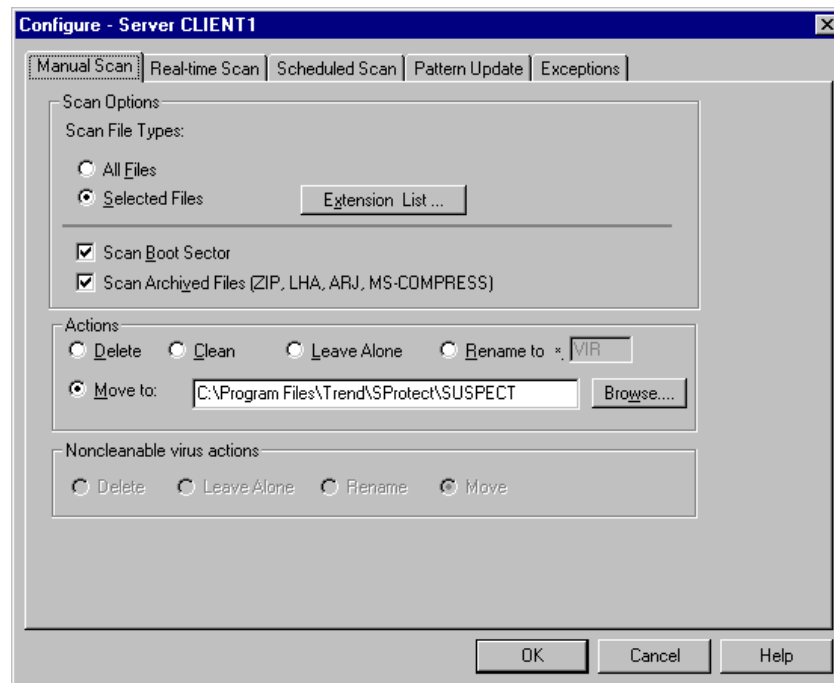 Configure - Server CLIENT1
Manual Scan Real-time Scan Scheduled Scan Pattern Update Exceptions
Scan Options
Scan File Types:
All Files
Selected Files Extension List ...
Scan Boot Sector
Scan Archived Files (ZIP, LHA, ARJ, MS-COMPRESS)
Actions
Delete Clean Leave Alone Rename to *. VIR
Move to: C:\Program Files\Trend\SProtect\SUSPECT Browse....
Noncleanable virus actions
Delete Leave Alone Rename Move
OK Cancel Help